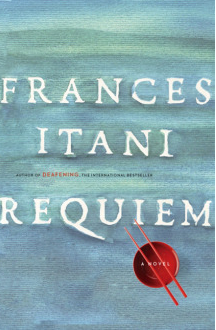 FRANCES
ITANI
AUTHOR OF DEAFENING, THE INTERNATIONAL BESTSELLER
REQUIEM
A NOVEL